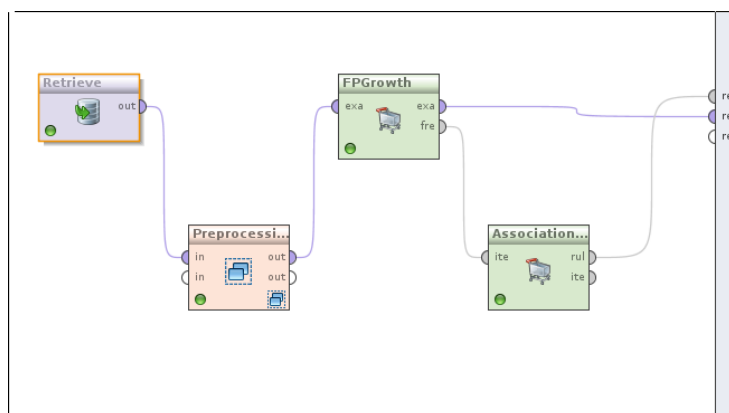 Retrieve
out
FPGrowth
exa
exa
fre
re
re
re
Preprocessi...
in
out
in
out
Association...
ite
rul
ite